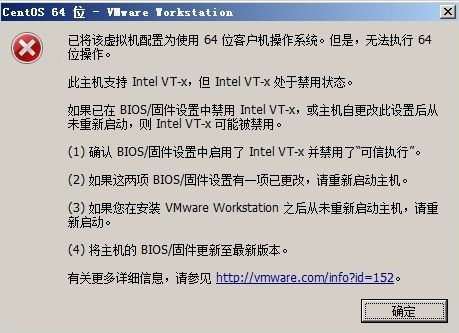 CentOS 64 位 - VMware Workstation
已将该虚拟机配置为使用 64 位客户机操作系统。但是，无法执行 64
位操作。
此主机支持 Intel VT-x，但 Intel VT-x 处于禁用状态。
如果已在 BIOS/固件设置中禁用 Intel VT-x，或主机自更改此设置后从
未重新启动，则 Intel VT-x 可能被禁用。
(1) 确认 BIOS/固件设置中启用了 Intel VT-x 并禁用了“可信执行”。
(2) 如果这两项 BIOS/固件设置有一项已更改，请重新启动主机。
(3) 如果您在安装 VMware Workstation 之后从未重新启动主机，请重
新启动。
(4) 将主机的 BIOS/固件更新至最新版本。
有关更多详细信息，请参见 http://vmware.com/info?id=152。
确定